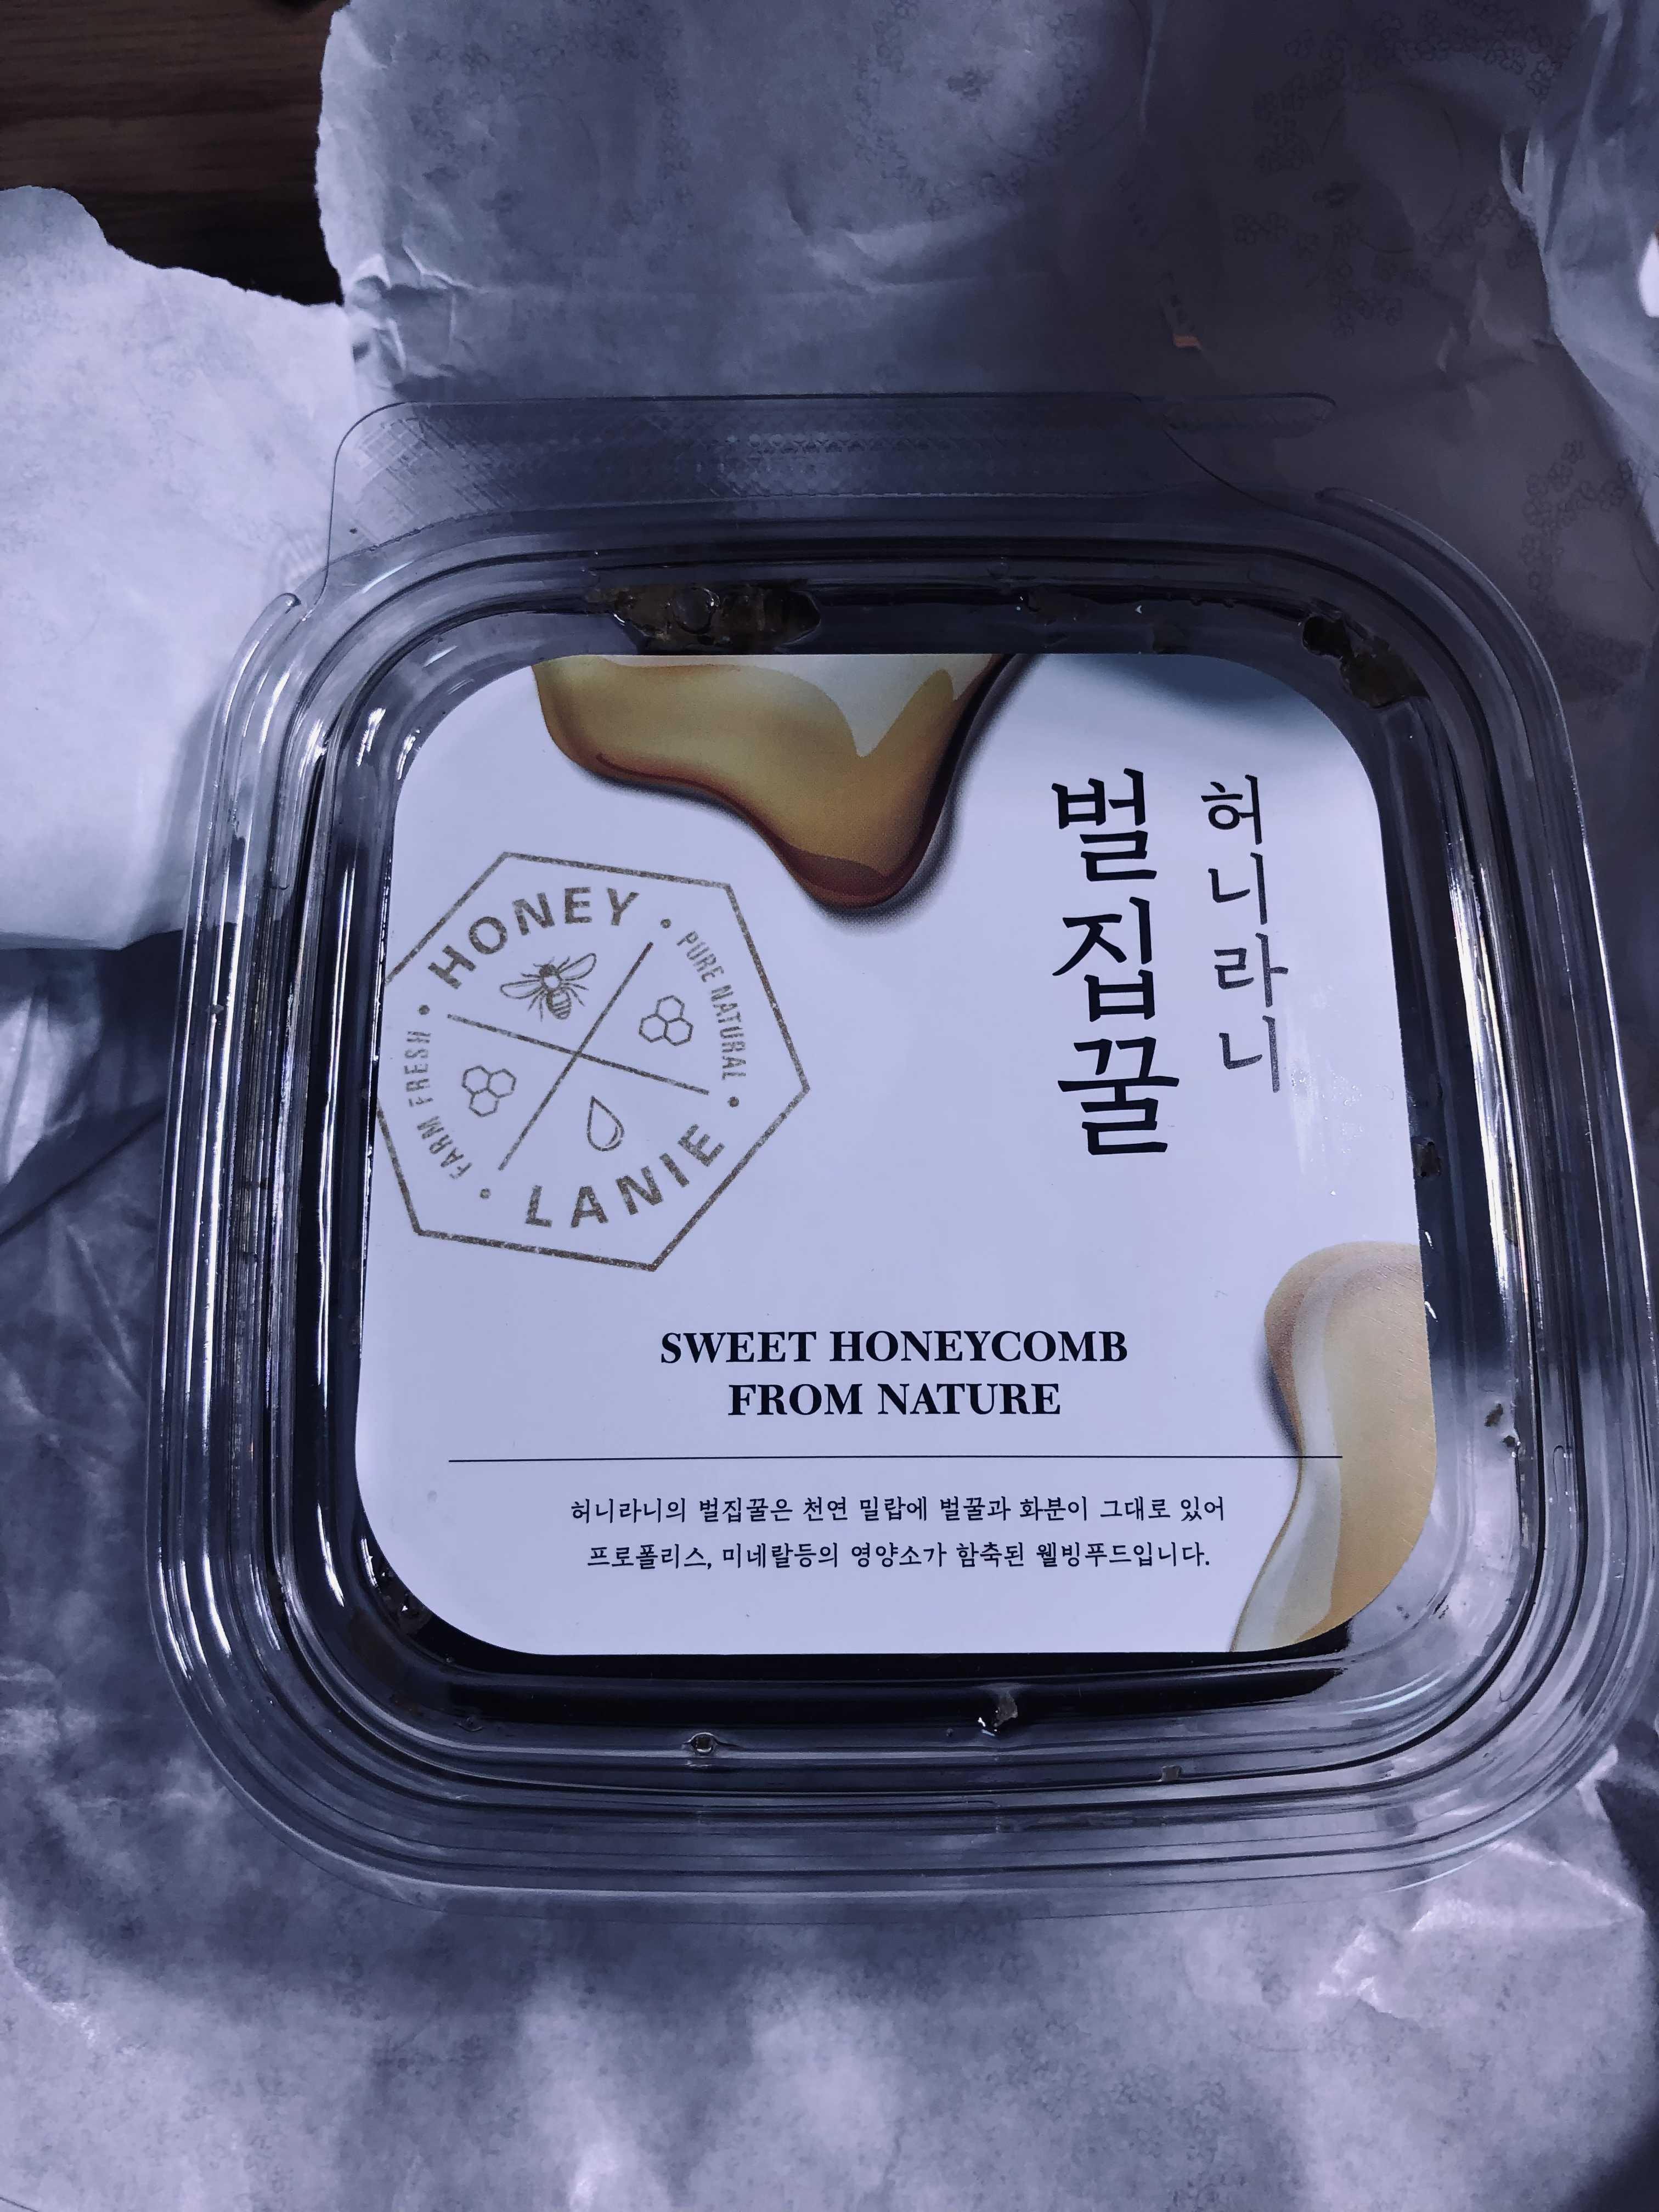 허니라니
벌집꿀
HONEY
PURE NATURAL
FARM FRESH
LANIE
SWEET HONEYCOMB
FROM NATURE
허니라니의 벌집꿀은 천연 밀랍에 벌꿀과 화분이 그대로 있어
프로폴리스, 미네랄등의 영양소가 함축된 웰빙푸드입니다.